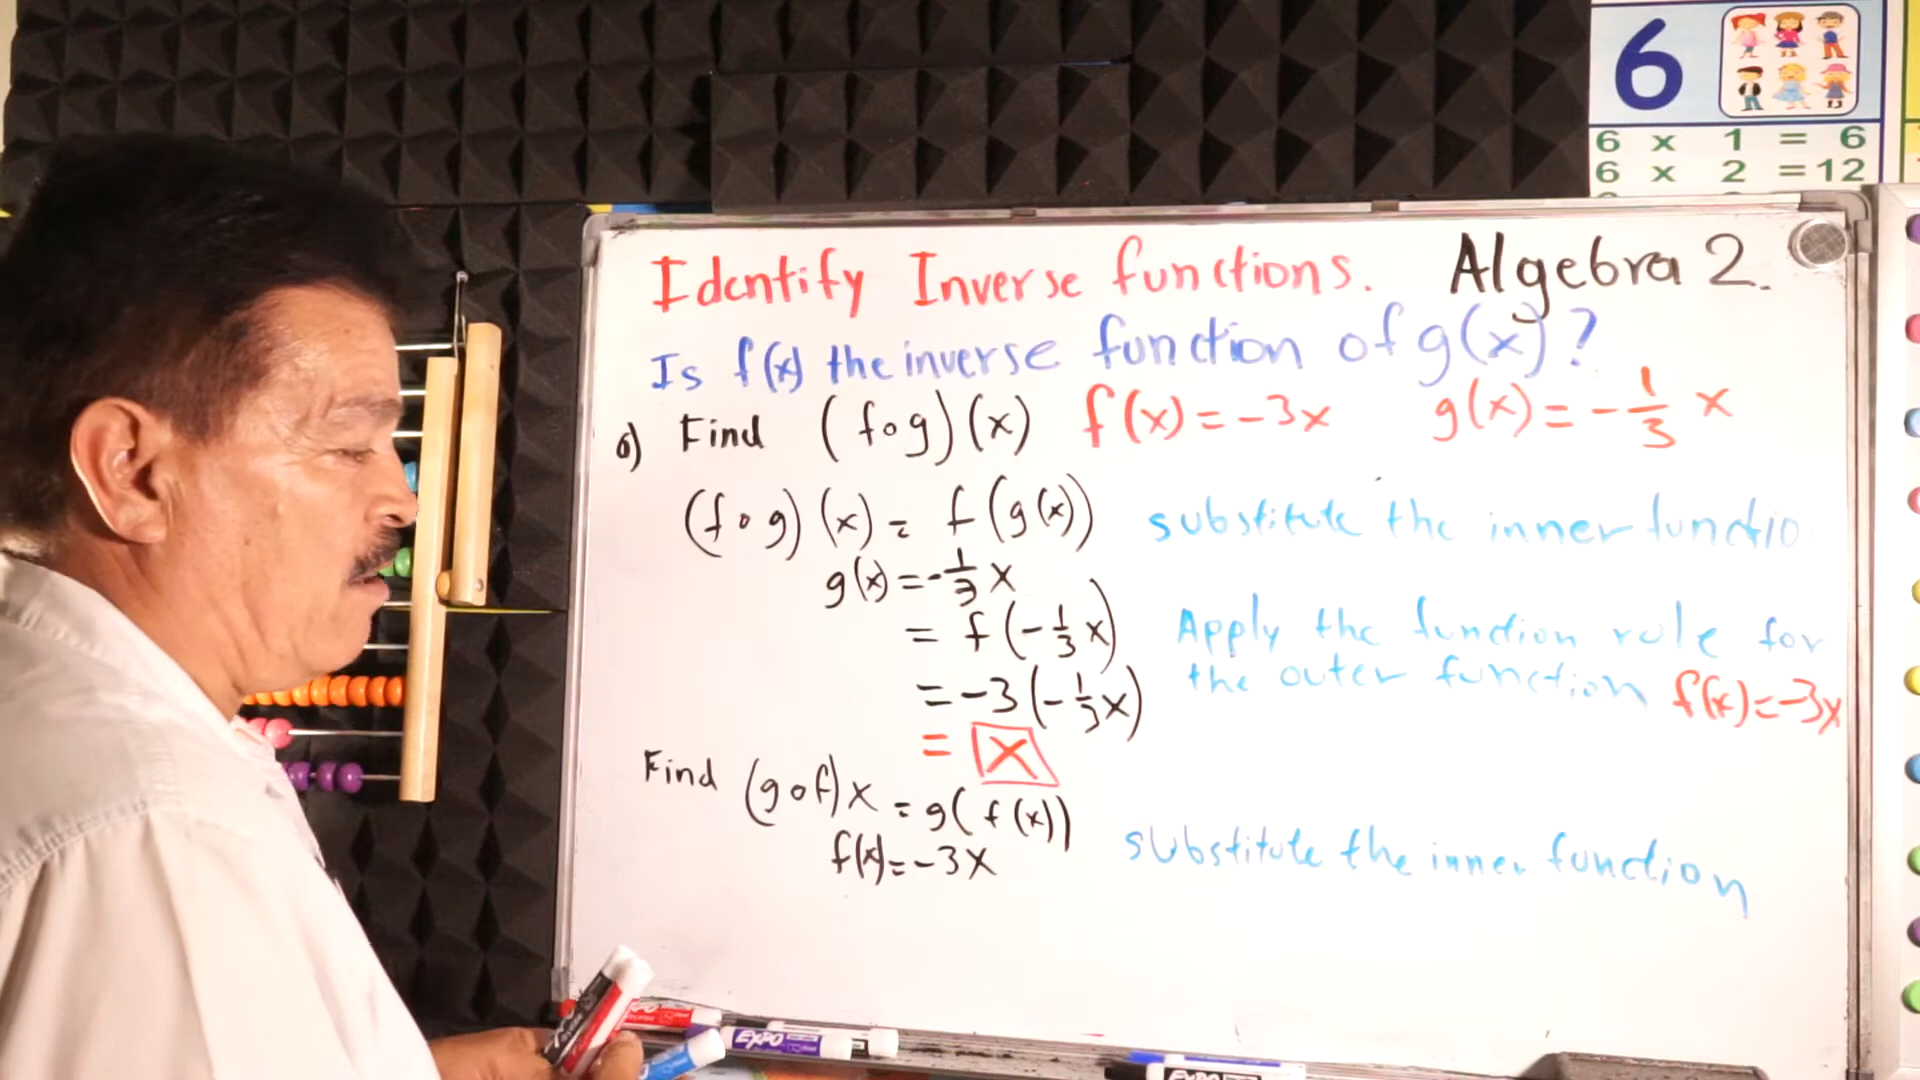 6
6 x 1 = 6
6 x 2 = 12
Identify Inverse functions. Algebra 2.
Is f(x) the inverse function of g(x)?
6) Find (f∘g)(x) f(x) = -3x g(x) = -1/3 x
(f∘g)(x) = f(g(x)) substitute the inner functio
g(x) = -1/3 x
= f(-1/3 x) Apply the function rule for
the outer function f(x) = -3x
= -3(-1/3 x)
= x
Find (g∘f)x = g(f(x))
f(x) = -3x substitute the inner function
EXPO
EXPO